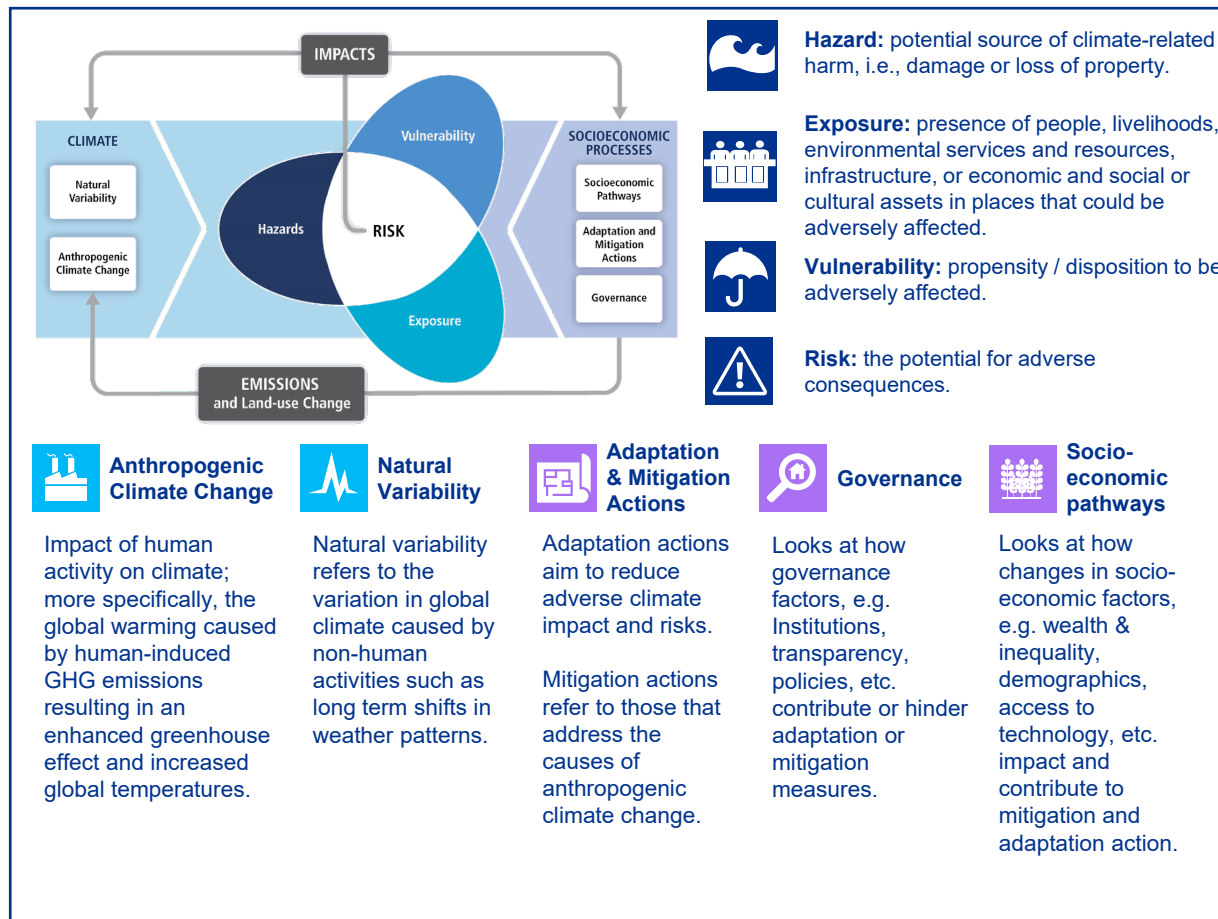 IMPACTS
CLIMATE
Natural
Variability
Anthropogenic
Climate Change
Vulnerability
Hazards
RISK
Exposure
SOCIOECONOMIC
PROCESSES
Socioeconomic
Pathways
Adaptation and
Mitigation
Actions
Governance
EMISSIONS
and Land-use Change
Hazard: potential source of climate-related
harm, i.e., damage or loss of property.
Exposure: presence of people, livelihoods,
environmental services and resources,
infrastructure, or economic and social or
cultural assets in places that could be
adversely affected.
Vulnerability: propensity / disposition to be
adversely affected.
Risk: the potential for adverse
consequences.
Anthropogenic
Climate Change
Impact of human
activity on climate;
more specifically, the
global warming caused
by human-induced
GHG emissions
resulting in an
enhanced greenhouse
effect and increased
global temperatures.
Natural
Variability
Natural variability
refers to the
variation in global
climate caused by
non-human
activities such as
long term shifts in
weather patterns.
Adaptation
& Mitigation
Actions
Adaptation actions
aim to reduce
adverse climate
impact and risks.
Mitigation actions
refer to those that
address the
causes of
anthropogenic
climate change.
Governance
Looks at how
governance
factors, e.g.
Institutions,
transparency,
policies, etc.
contribute or hinder
adaptation or
mitigation
measures.
Socio-
economic
pathways
Looks at how
changes in socio-
economic factors,
e.g. wealth &
inequality,
demographics,
access to
technology, etc.
impact and
contribute to
mitigation and
adaptation action.